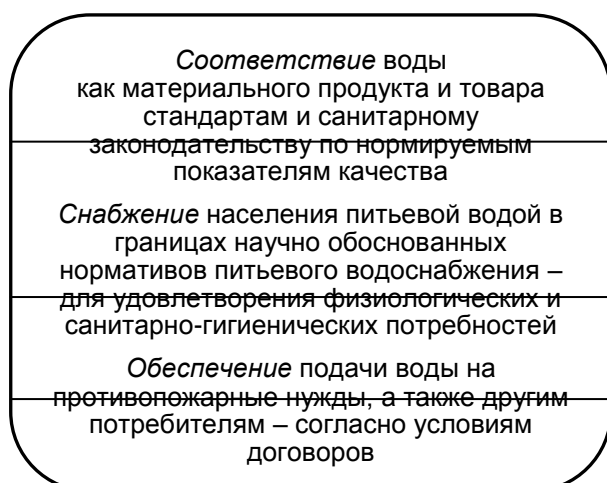 Соответствие воды
как материального продукта и товара
стандартам и санитарному
законодательству по нормируемым
показателям качества
Снабжение населения питьевой водой в
границах научно обоснованных
нормативов питьевого водоснабжения –
для удовлетворения физиологических и
санитарно-гигиенических потребностей
Обеспечение подачи воды на
противопожарные нужды, а также другим
потребителям – согласно условиям
договоров